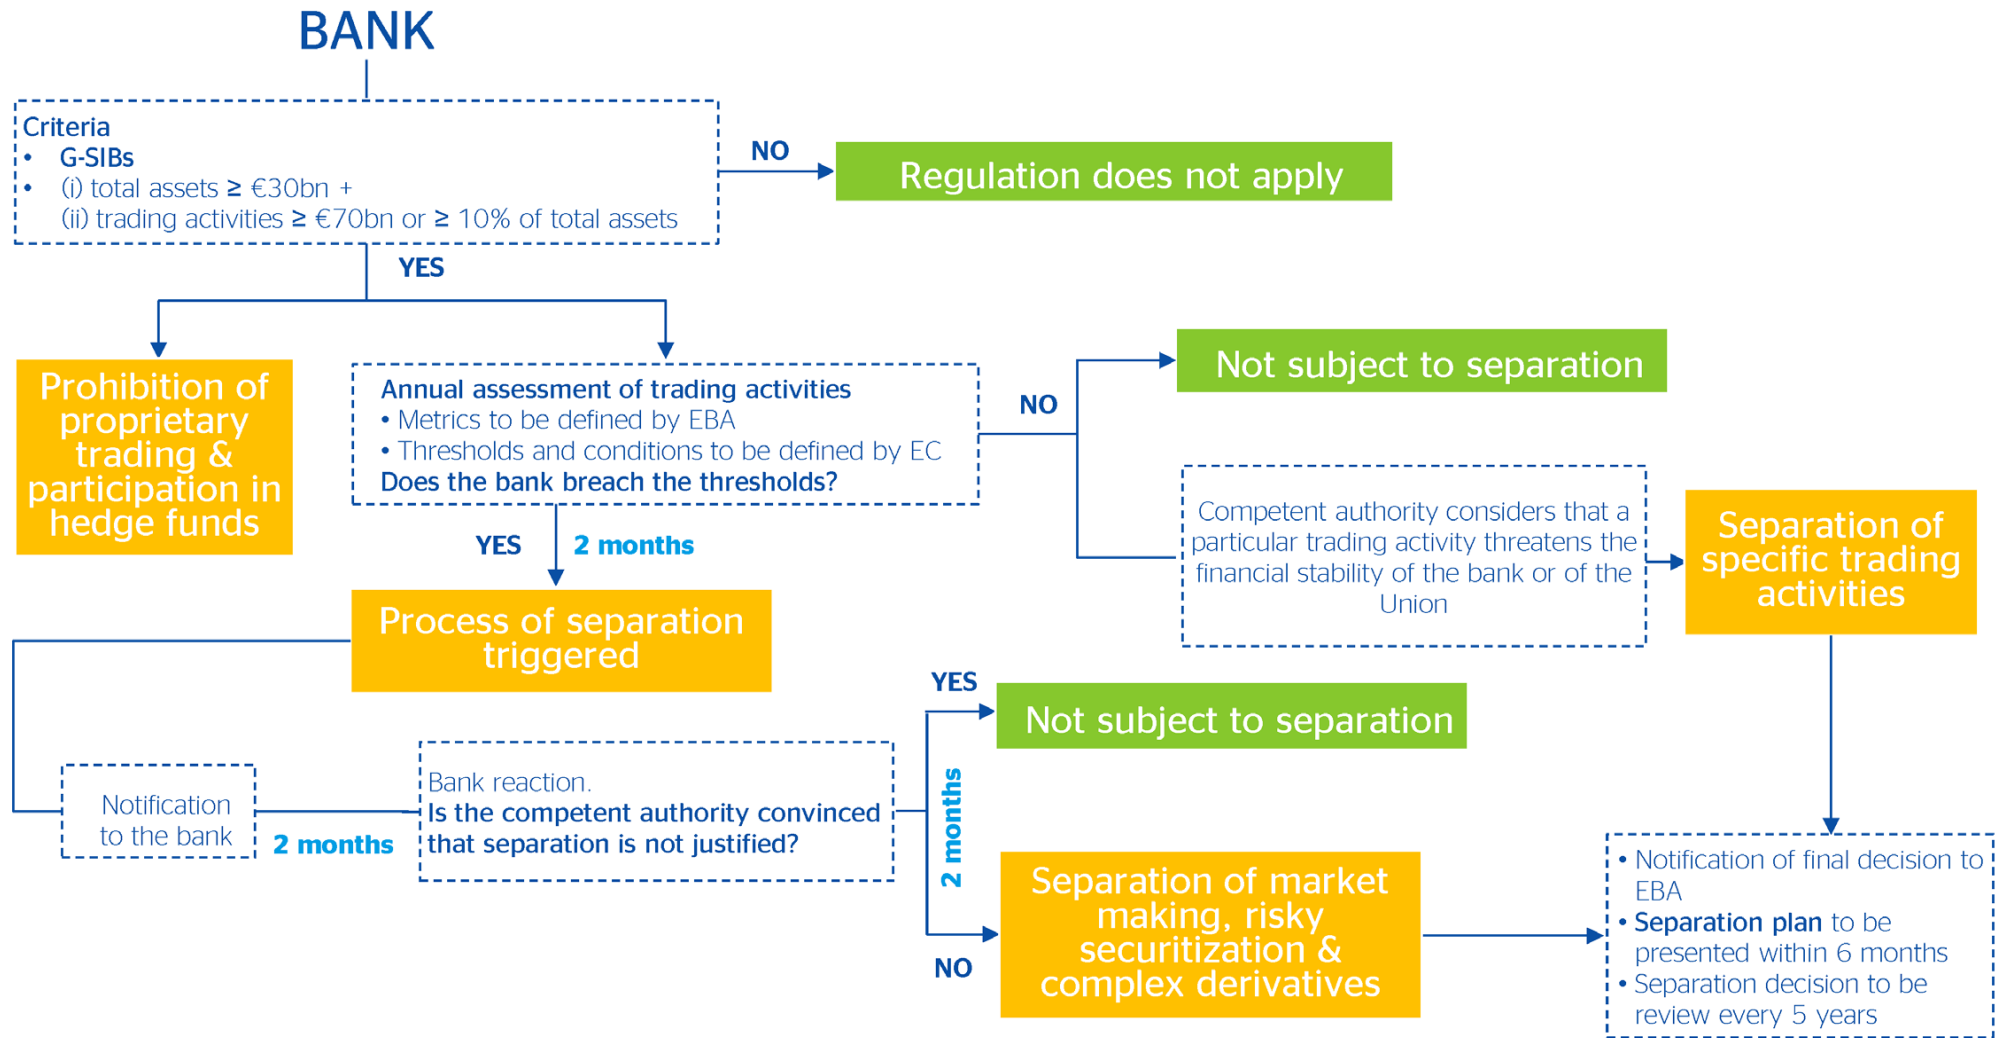 BANK
Criteria
• G-SIBs
• (i) total assets ≥ €30bn +
(ii) trading activities ≥ €70bn or ≥ 10% of total assets
NO
Regulation does not apply
YES
Prohibition of
proprietary
trading &
participation in
hedge funds
Annual assessment of trading activities
• Metrics to be defined by EBA
• Thresholds and conditions to be defined by EC
Does the bank breach the thresholds?
NO
Not subject to separation
Competent authority considers that a
particular trading activity threatens the
financial stability of the bank or of the
Union
Separation of
specific trading
activities
YES
2 months
Process of separation
triggered
Notification
to the bank
2 months
Bank reaction.
Is the competent authority convinced
that separation is not justified?
YES
Not subject to separation
2 months
NO
Separation of market
making, risky
securitization &
complex derivatives
• Notification of final decision to
EBA
• Separation plan to be
presented within 6 months
• Separation decision to be
review every 5 years